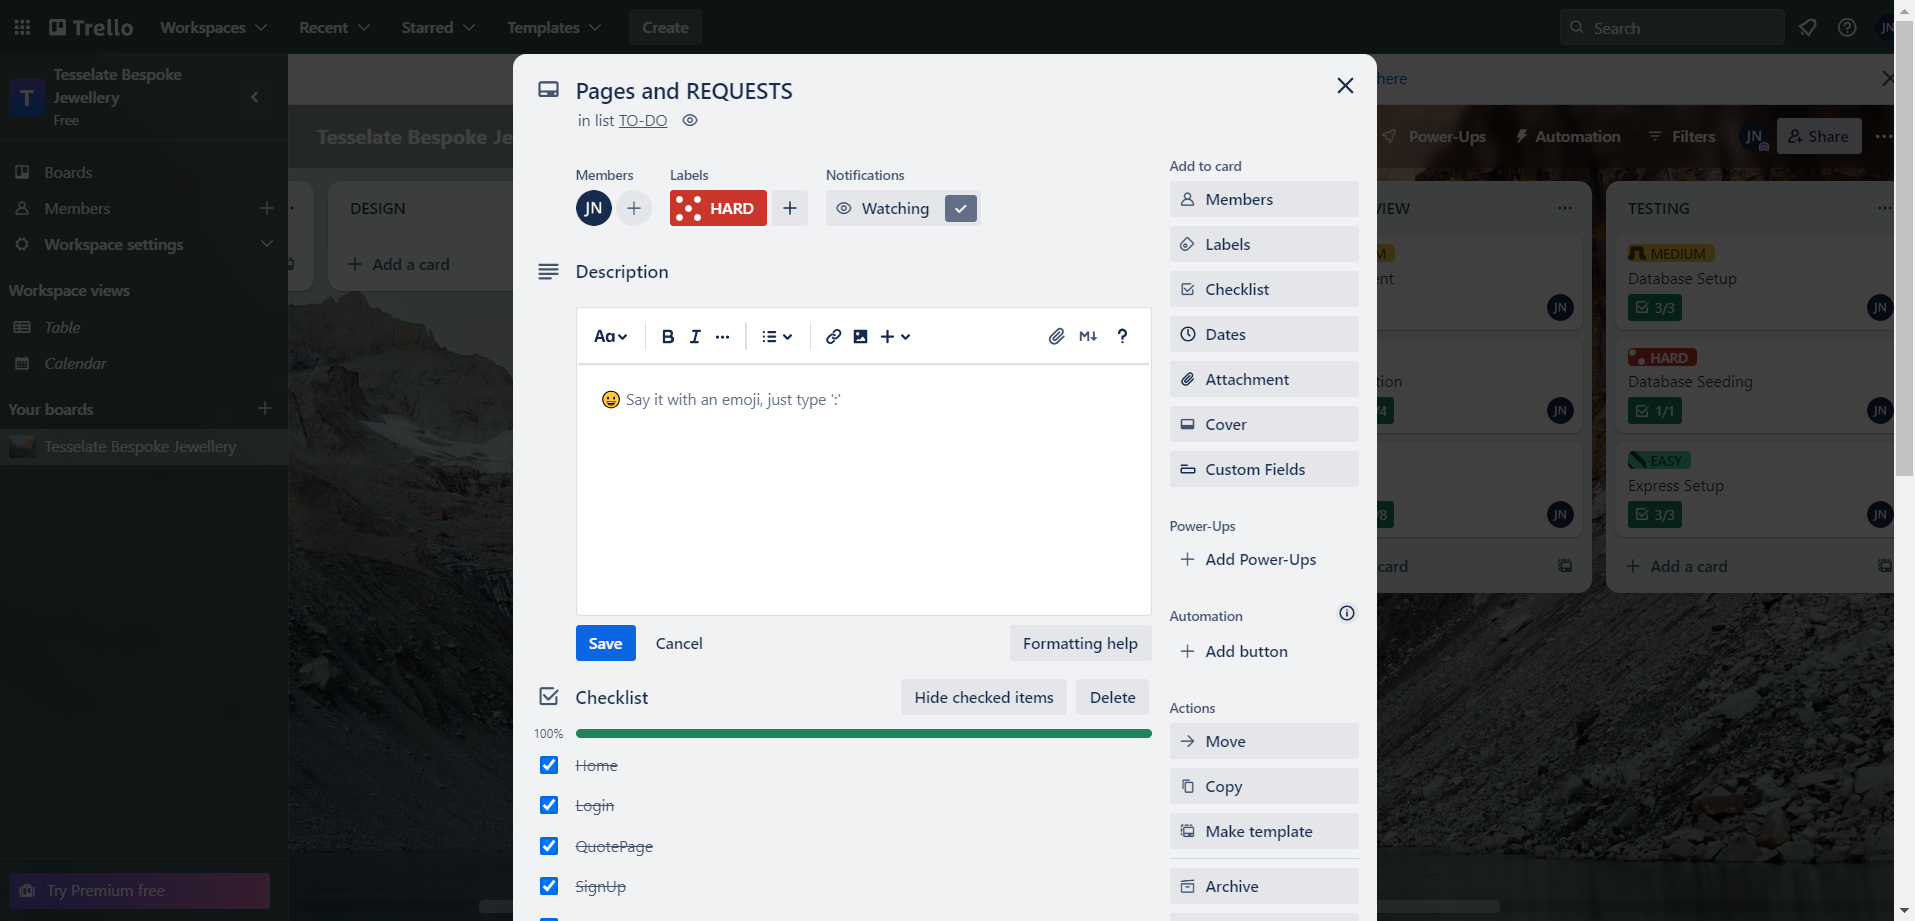 Trello
Workspaces
Recent
Starred
Templates
Create
Search
JN
Tesselate Bespoke
Jewellery
Free
T
Boards
Members
Workspace settings
Workspace views
Table
Calendar
Your boards
Tesselate Bespoke Jewellery
Try Premium free
here
Power-Ups
Automation
Filters
JN
Share
DESIGN
Add a card
Pages and REQUESTS
in list TO-DO
Members
Labels
Notifications
JN
HARD
Watching
Description
Aa
B
I
M↓
?
Say it with an emoji, just type ':'
Save
Cancel
Formatting help
Checklist
Hide checked items
Delete
100%
Home
Login
QuotePage
SignUp
Add to card
Members
Labels
Checklist
Dates
Attachment
Cover
Custom Fields
Power-Ups
Add Power-Ups
Automation
Add button
Actions
Move
Copy
Make template
Archive
JN
JN
JN
card
TESTING
MEDIUM
Database Setup
3/3
JN
HARD
Database Seeding
1/1
JN
EASY
Express Setup
3/3
JN
Add a card